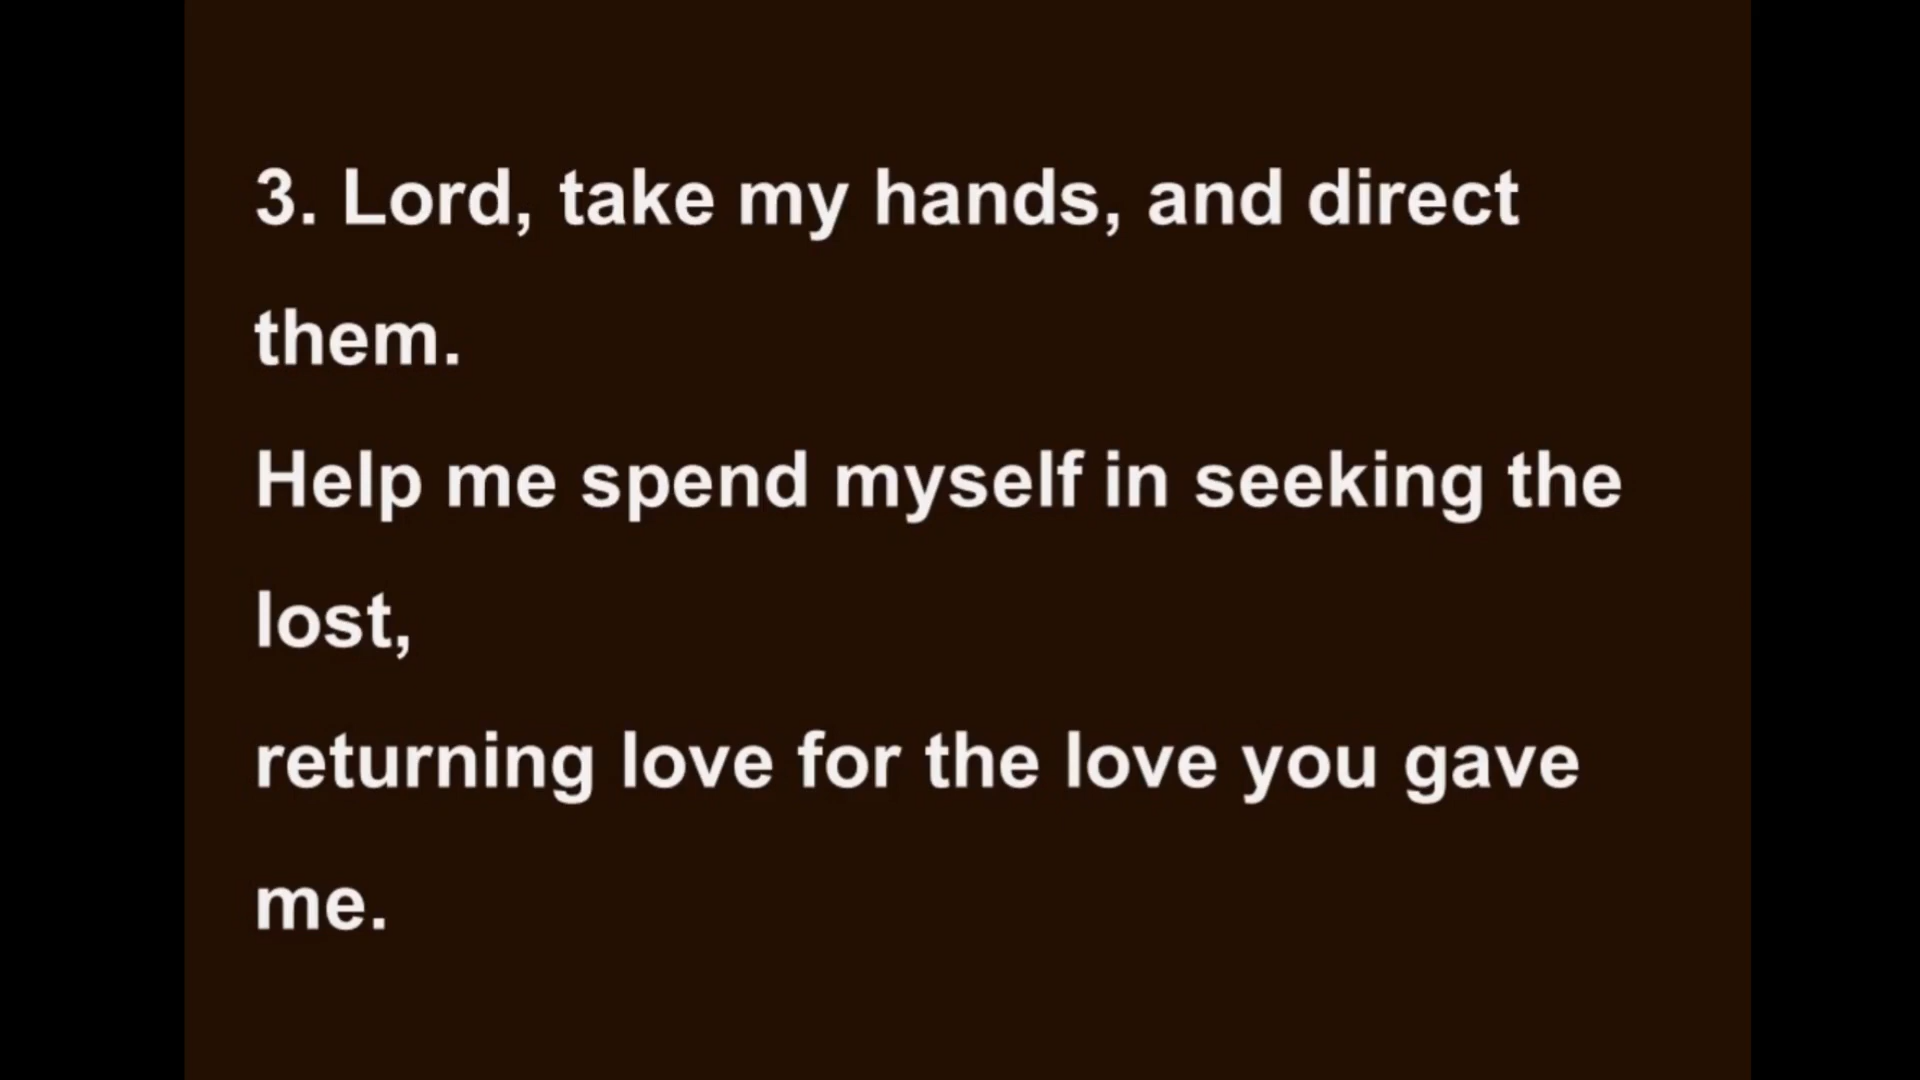 3. Lord, take my hands, and direct
them.
Help me spend myself in seeking the
lost,
returning love for the love you gave
me.